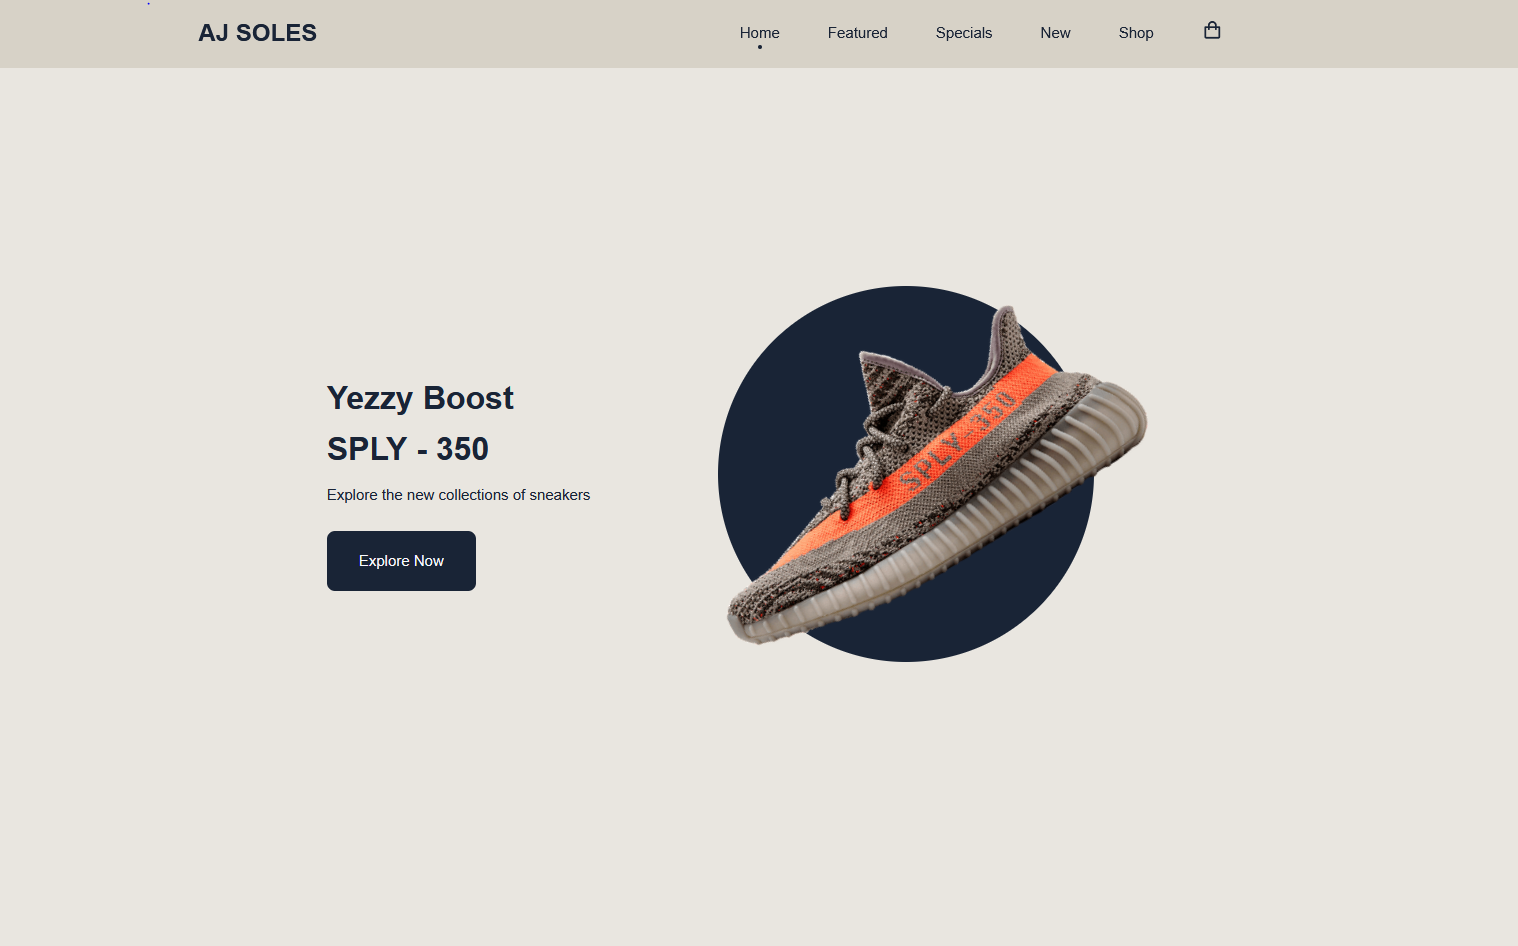 AJ SOLES
Home
Featured
Specials
New
Shop
Yezzy Boost
SPLY - 350
Explore the new collections of sneakers
Explore Now
SPLY-350